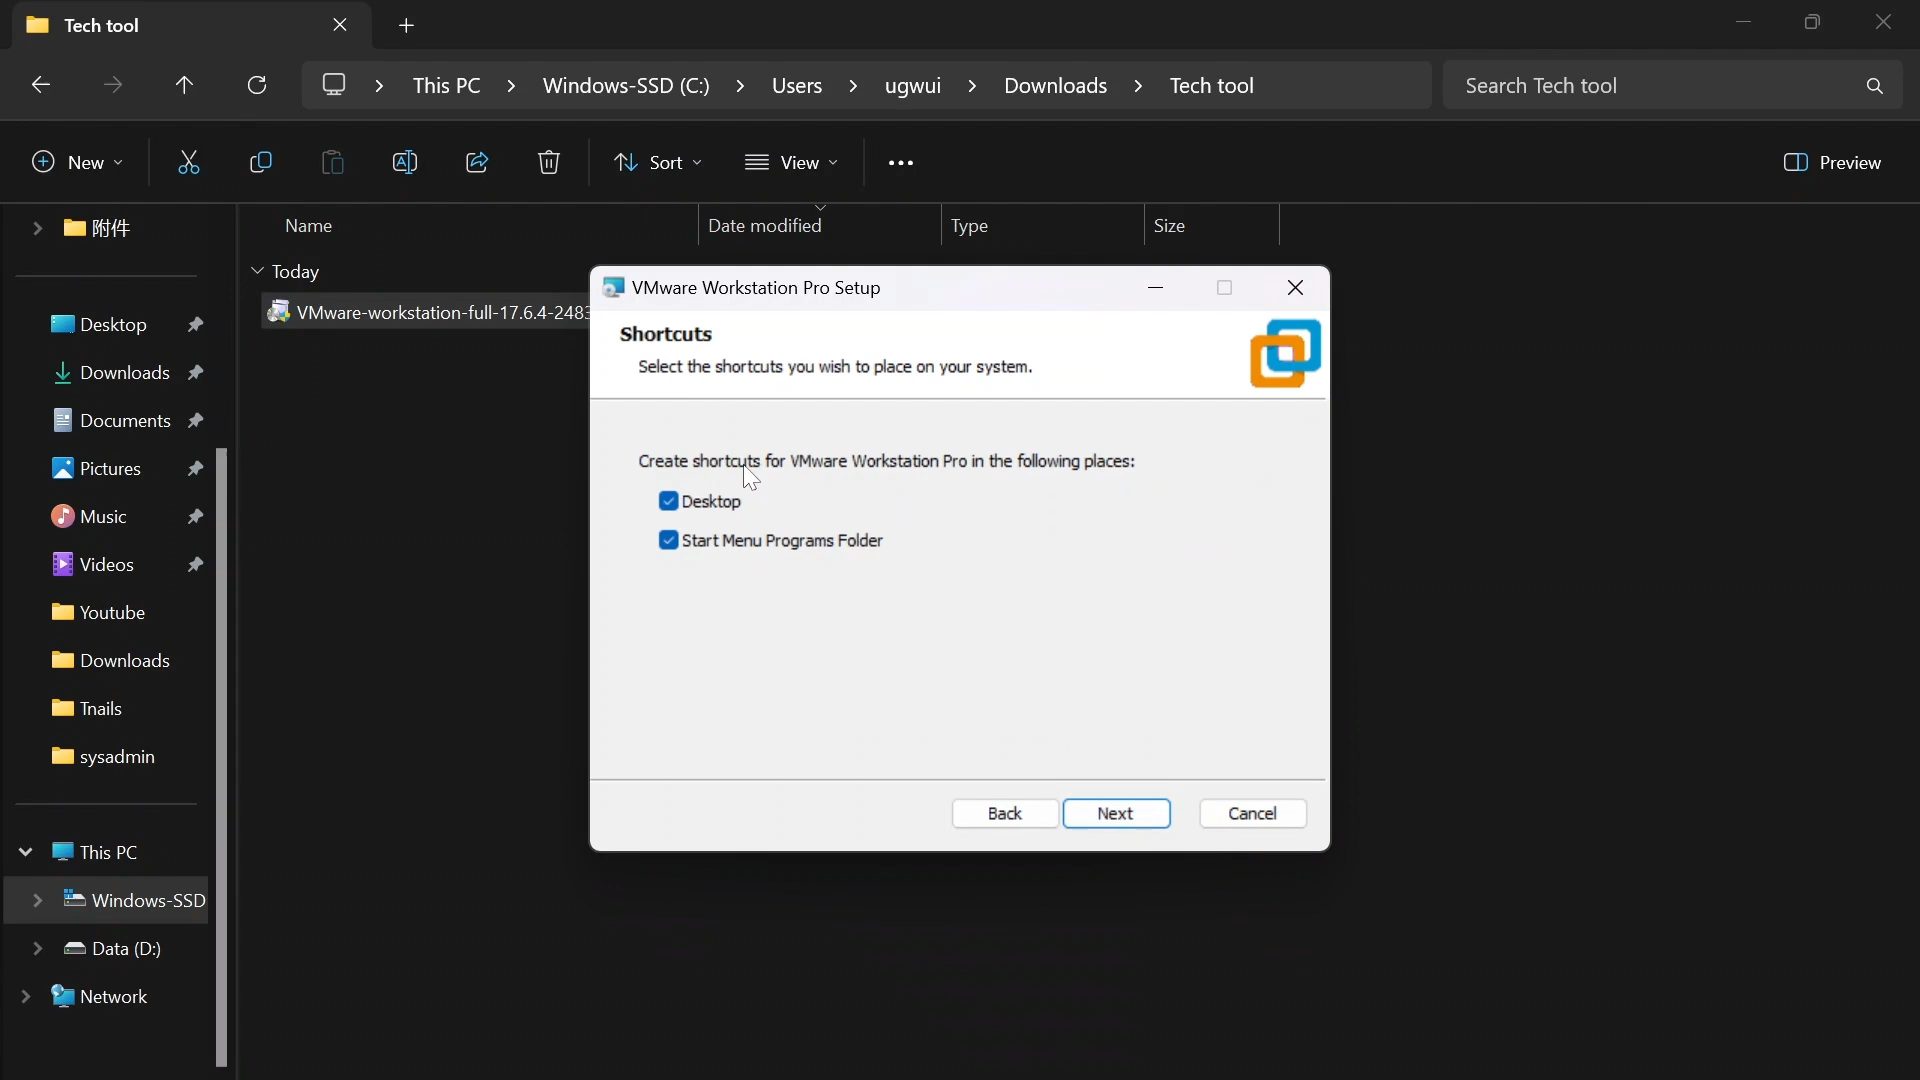 Tech tool
This PC
Windows-SSD (C:)
Users
ugwui
Downloads
Tech tool
Search Tech tool
New
Sort
View
Preview
附件
Desktop
Downloads
Documents
Pictures
Music
Videos
Youtube
Downloads
Tnails
sysadmin
This PC
Windows-SSD
Data (D:)
Network
Name
Date modified
Type
Size
Today
VMware-workstation-full-17.6.4-2483
VMware Workstation Pro Setup
Shortcuts
Select the shortcuts you wish to place on your system.
Create shortcuts for VMware Workstation Pro in the following places:
Desktop
Start Menu Programs Folder
Back
Next
Cancel